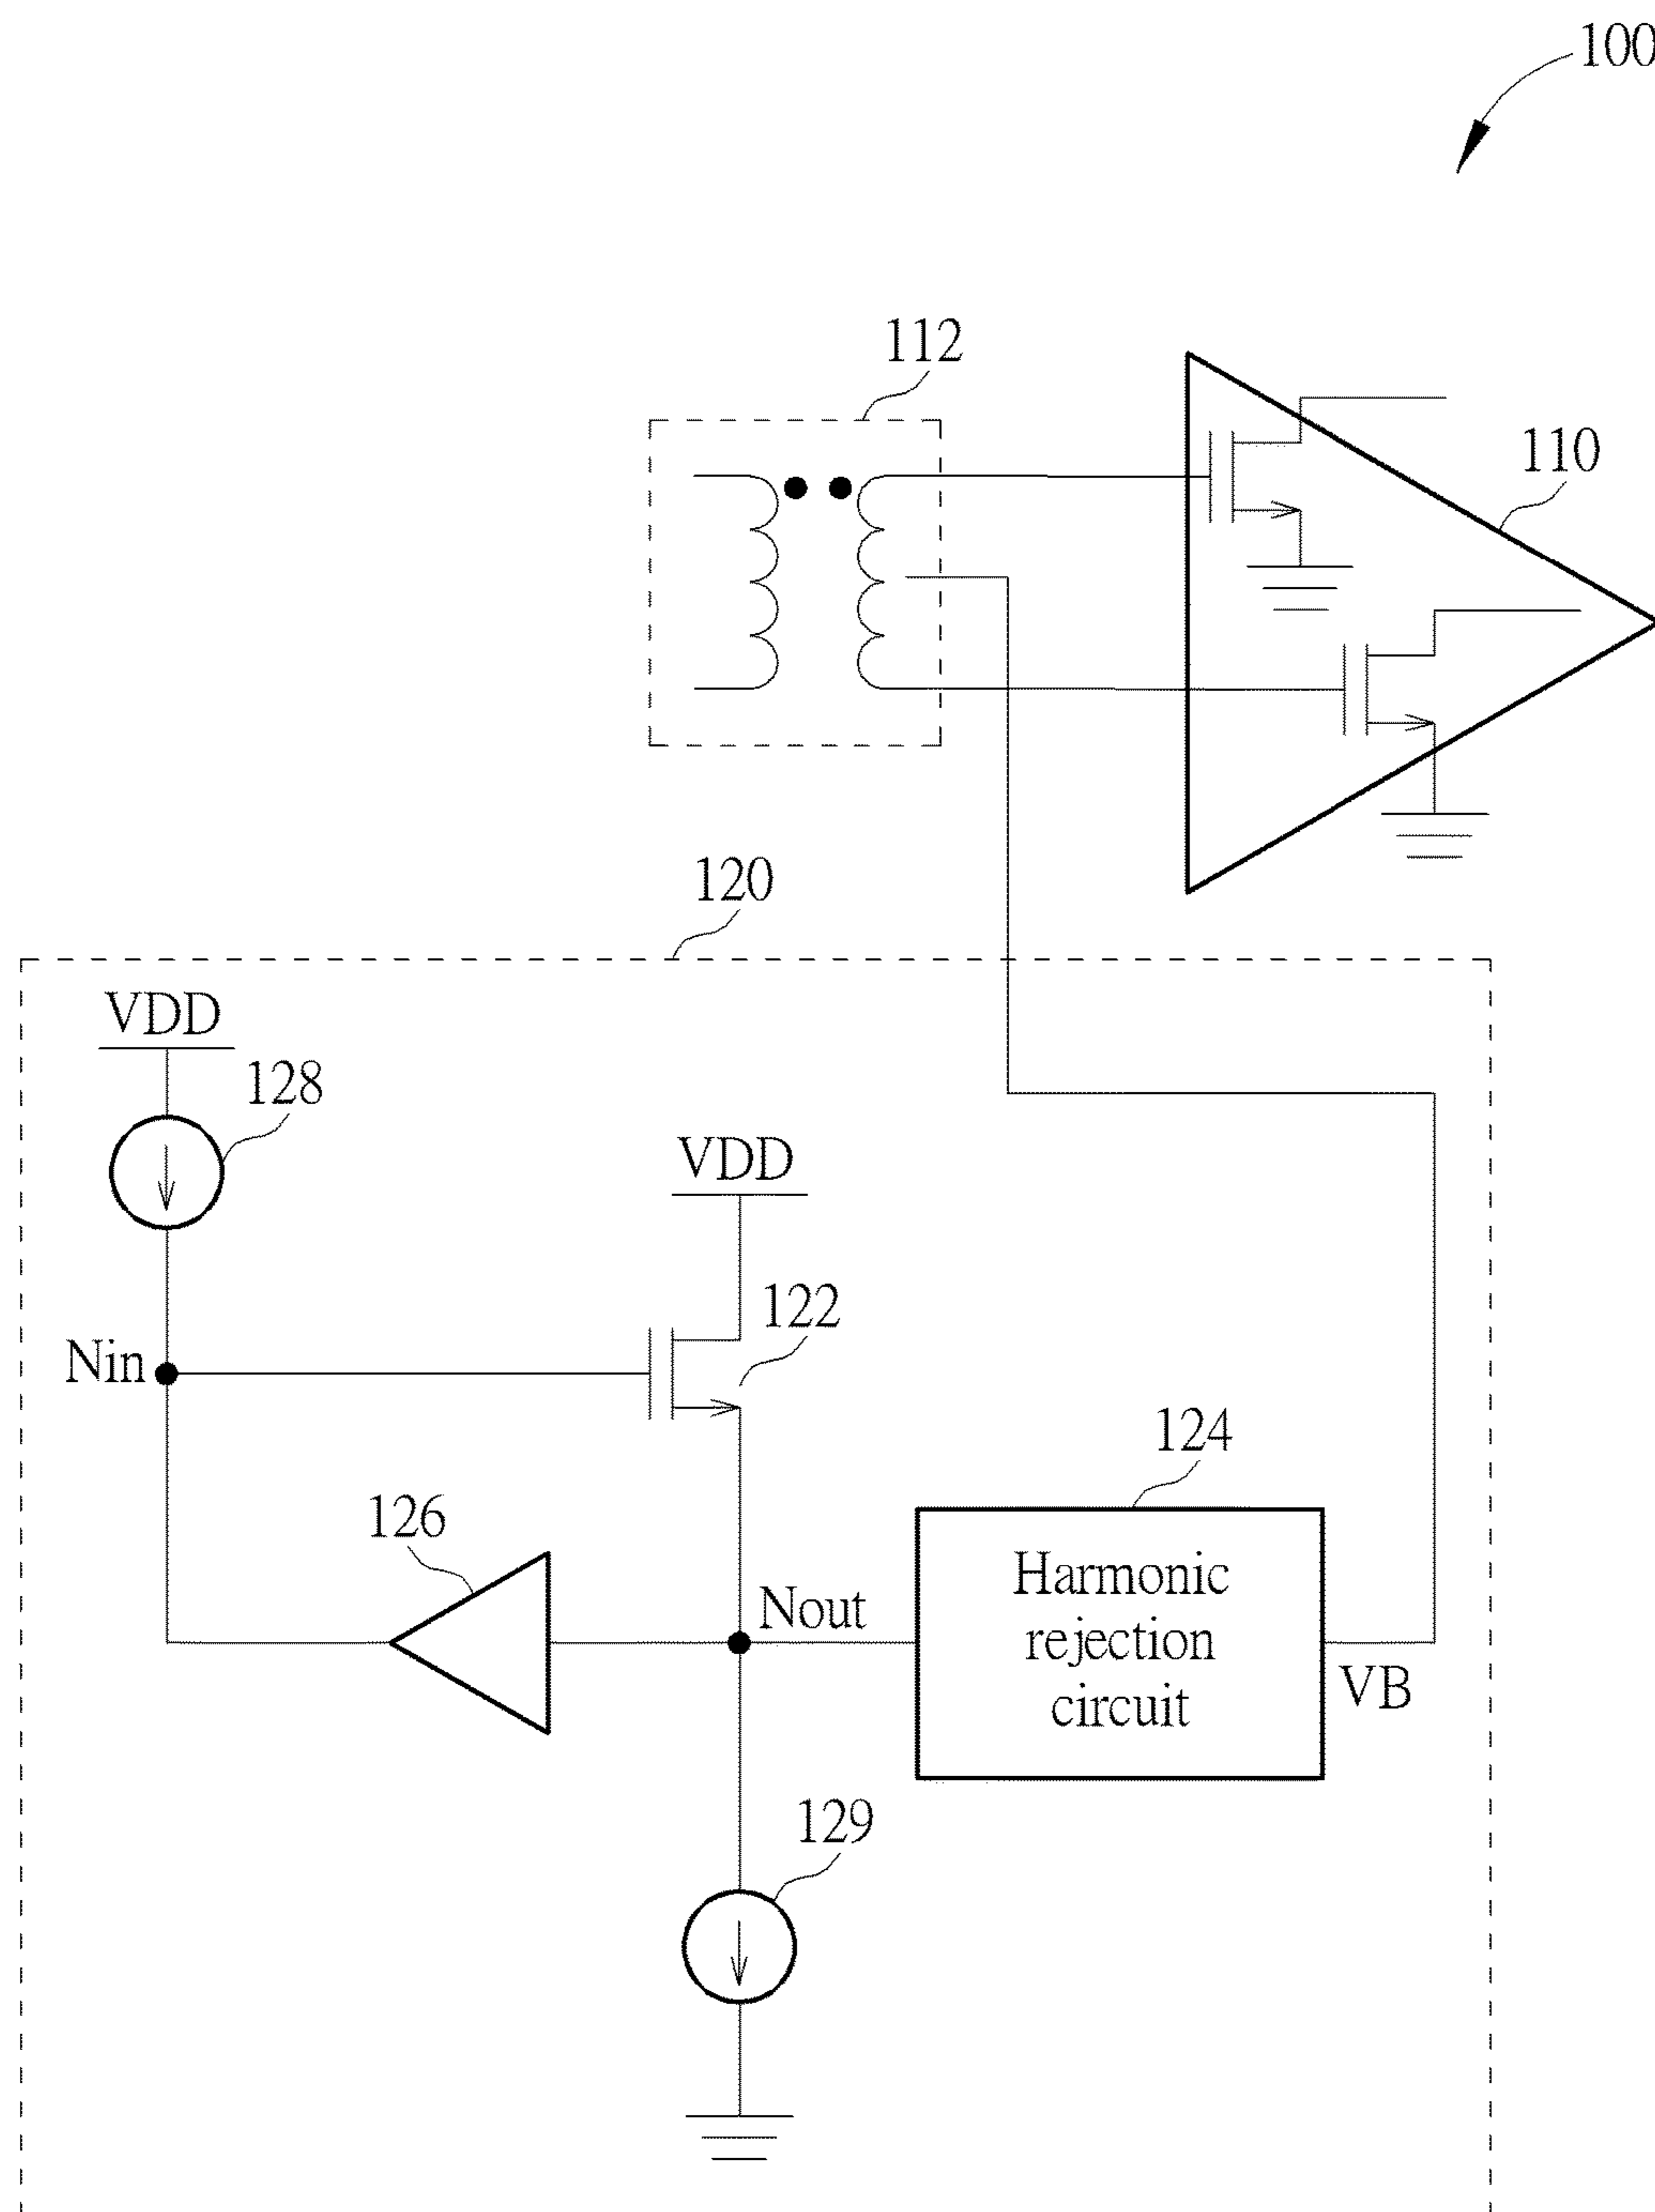 100
112
110
120
VDD
128
VDD
122
Nin
124
126
Harmonic
rejection
circuit
Nout
VB
129